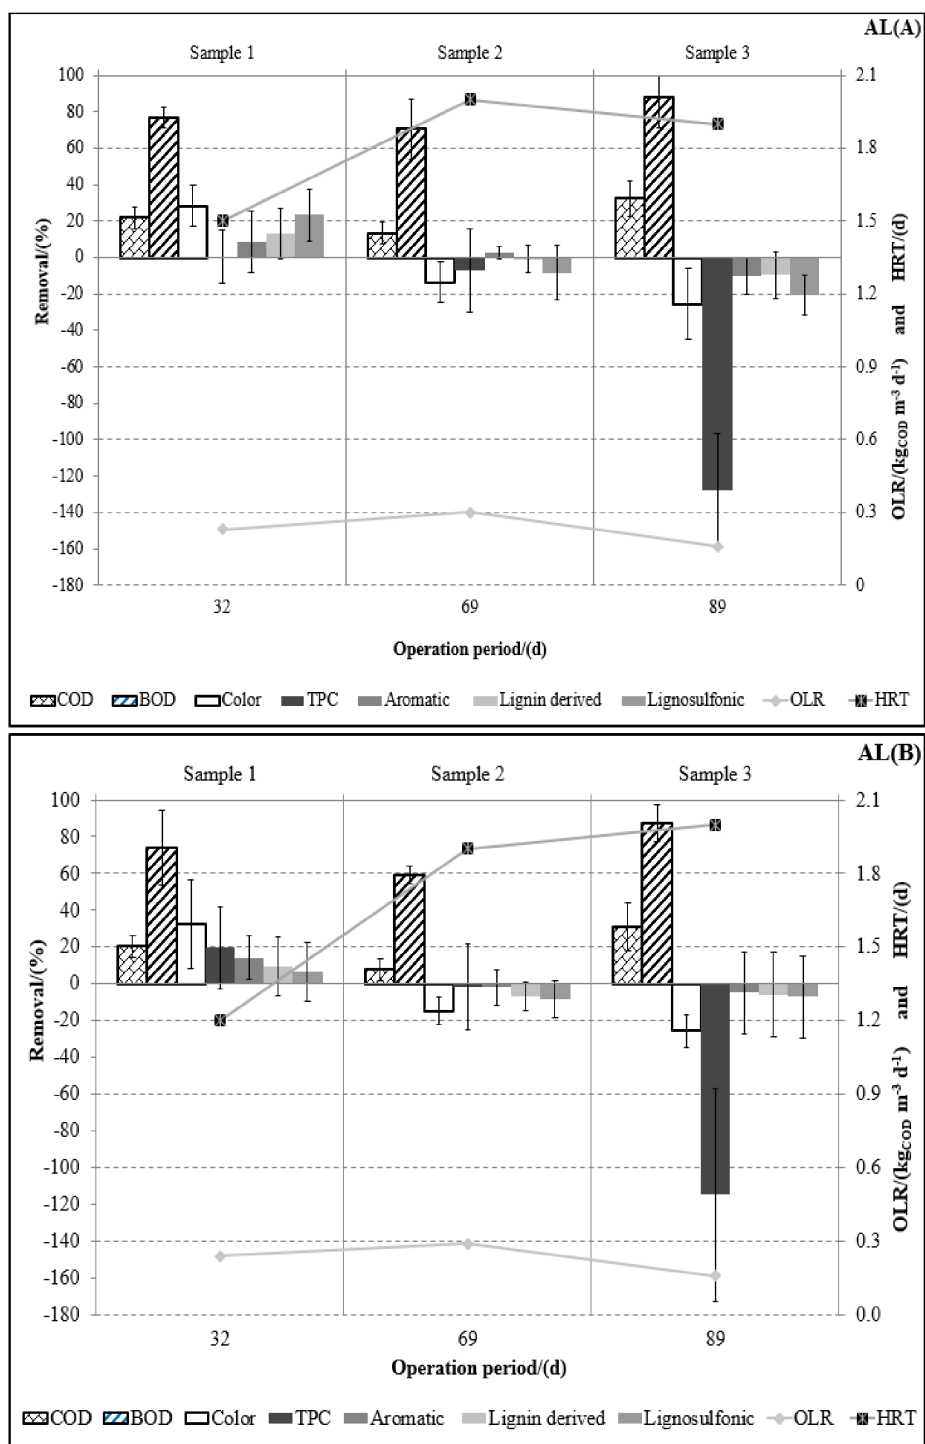 AL(A)
Sample 1 Sample 2 Sample 3
100 2.1
80
60 1.8
40
20 1.5
0
-20 1.2
-40
-60 0.9
-80
-100 0.6
-120
-140 0.3
-160
-180 0
Removal/(%)
OLR/(kgCOD m-3 d-1) and HRT/(d)
32 69 89
Operation period/(d)
COD BOD Color TPC Aromatic Lignin derived Lignosulfonic OLR HRT
AL(B)
Sample 1 Sample 2 Sample 3
100 2.1
80
60 1.8
40
20 1.5
0
-20 1.2
-40
-60 0.9
-80
-100 0.6
-120
-140 0.3
-160
-180 0.0
Removal/(%)
OLR/(kgCOD m-3 d-1) and HRT/(d)
32 69 89
Operation period/(d)
COD BOD Color TPC Aromatic Lignin derived Lignosulfonic OLR HRT